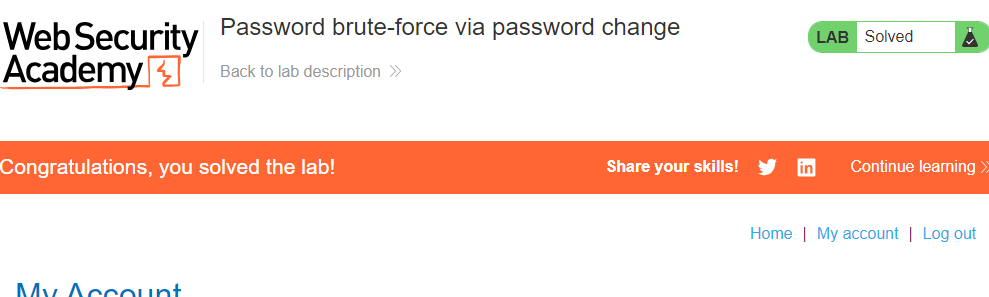 Web Security
Academy
Password brute-force via password change
Back to lab description
LAB Solved
Congratulations, you solved the lab!
Share your skills!
Continue learning
Home | My account | Log out
My Account